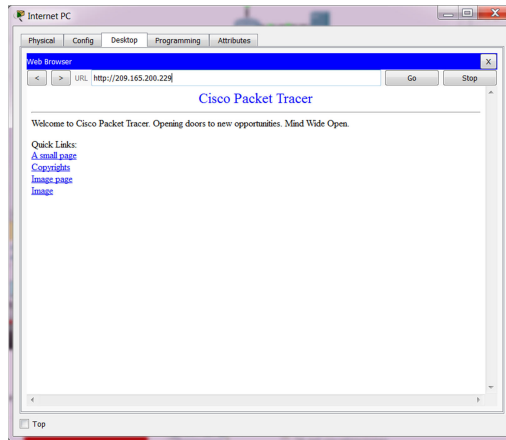 Internet PC
Physical Config Desktop Programming Attributes
Web Browser X
< > URL http://209.165.200.229 Go Stop
Cisco Packet Tracer
Welcome to Cisco Packet Tracer. Opening doors to new opportunities. Mind Wide Open.
Quick Links:
A small page
Copyrights
Image page
Image
Top